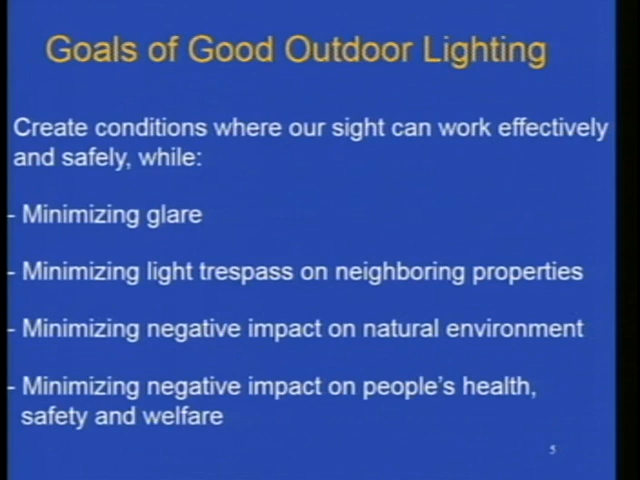 Goals of Good Outdoor Lighting
Create conditions where our sight can work effectively
and safely, while:
- Minimizing glare
- Minimizing light trespass on neighboring properties
- Minimizing negative impact on natural environment
- Minimizing negative impact on people's health,
safety and welfare
5